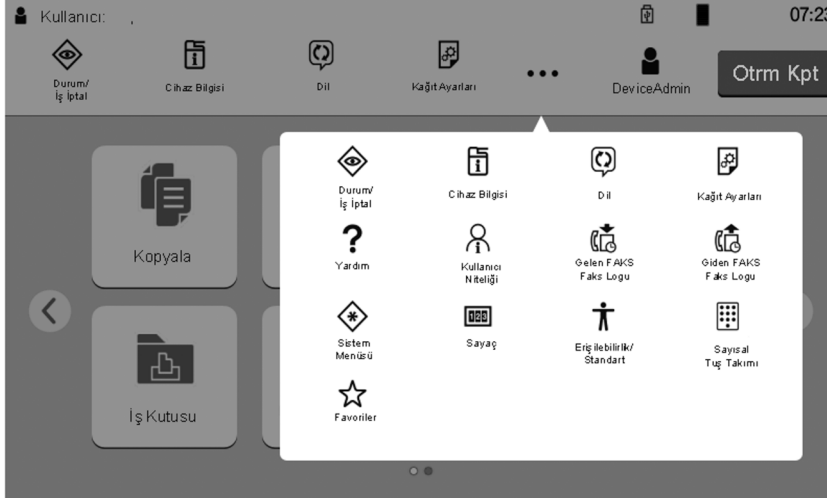 Kullanıcı: ,
07:23
Durum/
İş İptal
Cihaz Bilgisi
Dil
Kağıt Ayarları
DeviceAdmin
Otrm Kpt
Kopyala
İş Kutusu
Durum/
İş İptal
Cihaz Bilgisi
Dil
Kağıt Ayarları
Yardım
Kullanıcı
Niteliği
Gelen FAKS
Faks Logu
Giden FAKS
Faks Logu
Sistem
Menüsü
123
Sayaç
Erişilebilirlik/
Standart
Sayısal
Tuş Takımı
Favoriler